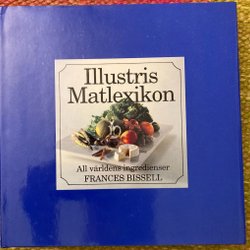 Illustris
Matlexikon
All världens ingredienser
FRANCES BISSELL